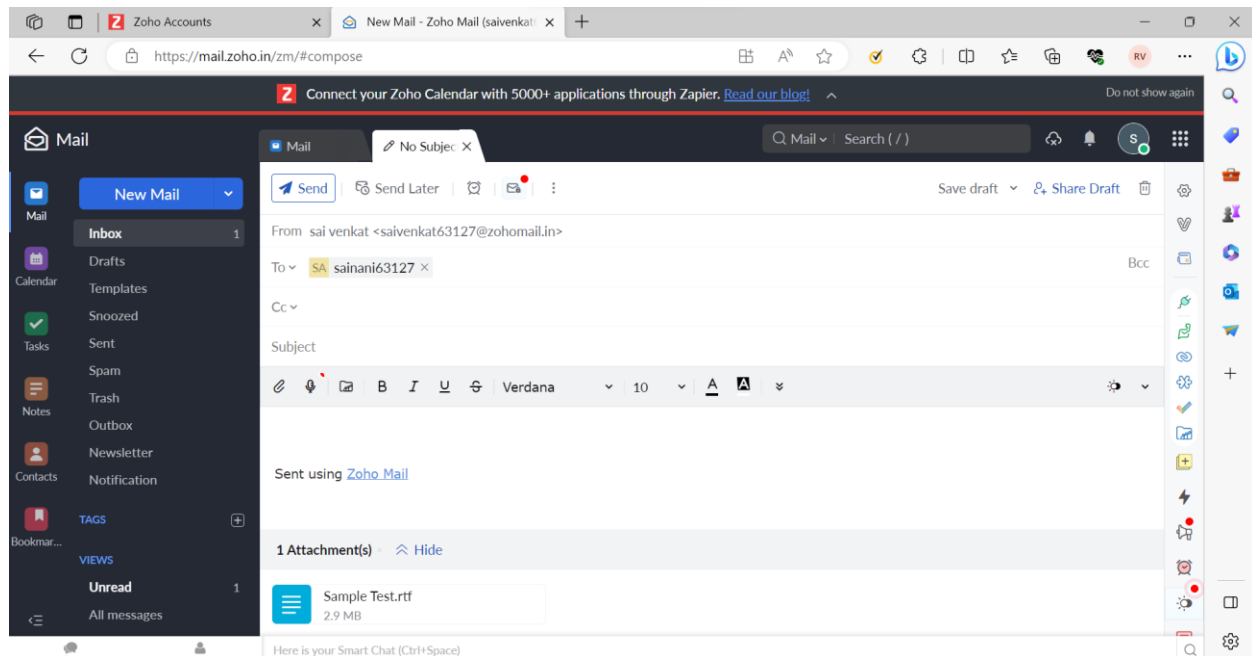 Zoho Accounts
New Mail - Zoho Mail (saivenkat
https://mail.zoho.in/zm/#compose
RV
Connect your Zoho Calendar with 5000+ applications through Zapier. Read our blog!
Do not show again
Mail
Mail
No Subjec
Mail
Search ( / )
S
New Mail
Send
Send Later
Save draft
Share Draft
Mail
Inbox 1
From sai venkat <saivenkat63127@zohomail.in>
Calendar
Drafts
To SA sainani63127
Bcc
Templates
Tasks
Snoozed
Cc
Sent
Subject
Notes
Spam
B I U S Verdana 10 A A
Trash
Outbox
Contacts
Newsletter
Sent using Zoho Mail
Notification
Bookmar...
TAGS
1 Attachment(s) Hide
VIEWS
Unread 1
Sample Test.rtf
All messages
2.9 MB
Here is your Smart Chat (Ctrl+Space)